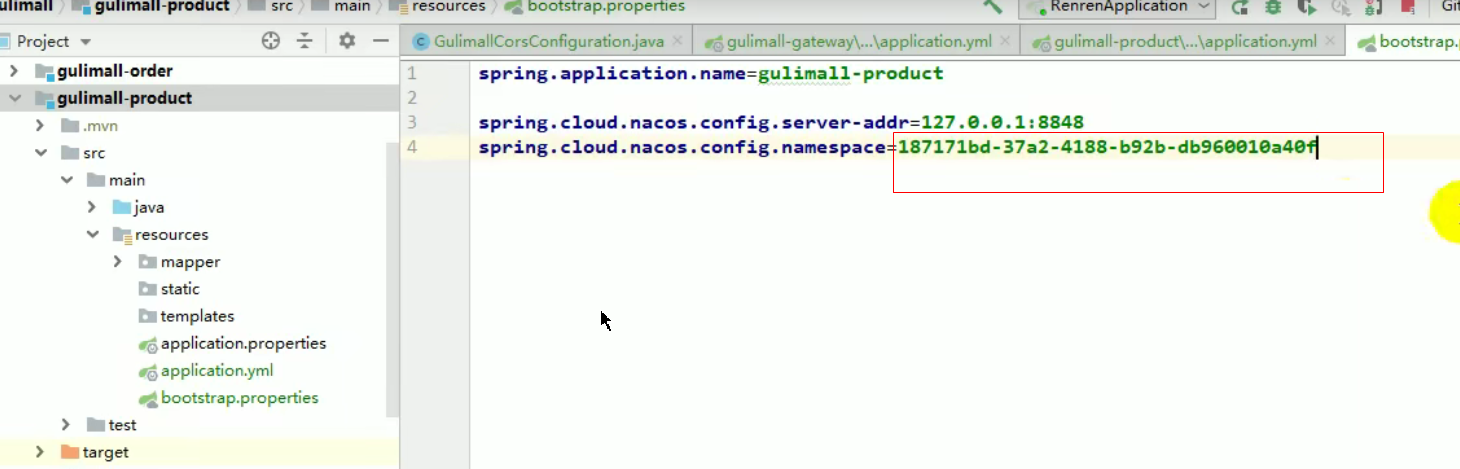 ulimall gulimall-product src main resources bootstrap.properties RenrenApplication Git
Project GulimallCorsConfiguration.java gulimall-gateway\...\application.yml gulimall-product\...\application.yml bootstrap.p
gulimall-order
gulimall-product
.mvn
src
main
java
resources
mapper
static
templates
application.properties
application.yml
bootstrap.properties
test
target
1 spring.application.name=gulimall-product
2
3 spring.cloud.nacos.config.server-addr=127.0.0.1:8848
4 spring.cloud.nacos.config.namespace=187171bd-37a2-4188-b92b-db960010a40f